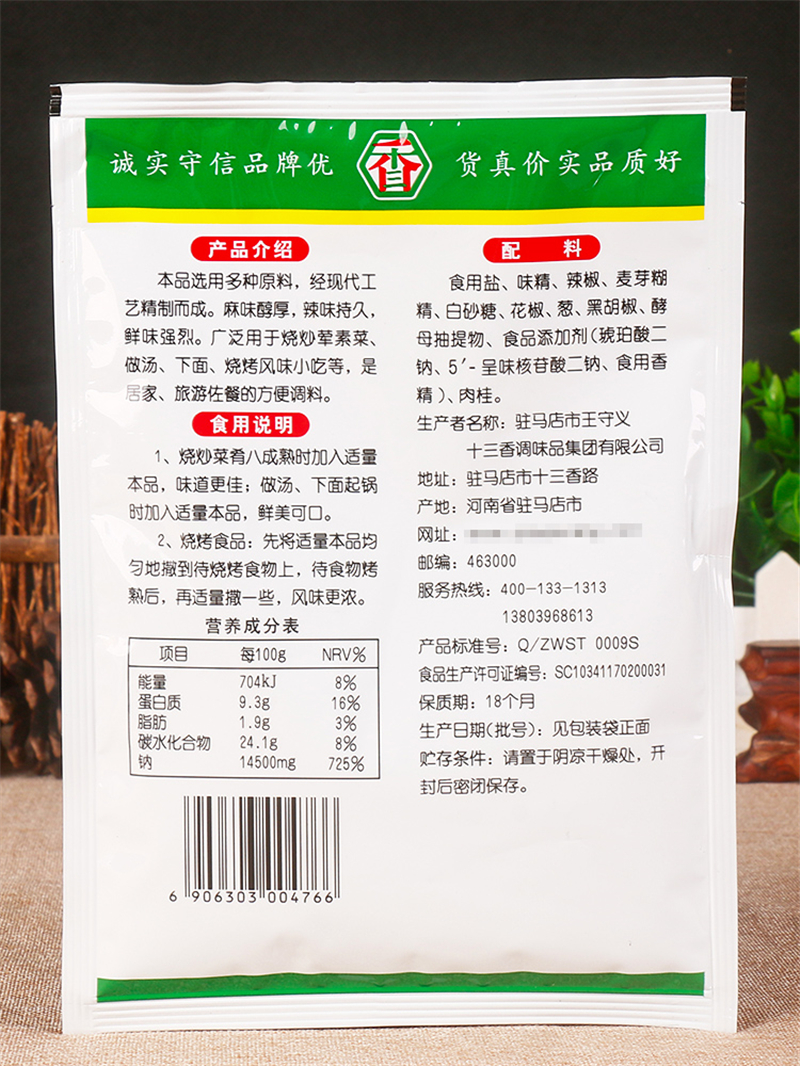 诚实守信品牌优
香
货真价实品质好
产品介绍
本品选用多种原料，经现代工
艺精制而成。麻味醇厚，辣味持久，
鲜味强烈。广泛用于烧炒荤素菜、
做汤、下面、烧烤风味小吃等，是
居家、旅游佐餐的方便调料。
食用说明
1、烧炒菜肴八成熟时加入适量
本品，味道更佳；做汤、下面起锅
时加入适量本品，鲜美可口。
2、烧烤食品：先将适量本品均
匀地撒到待烧烤食物上，待食物烤
熟后，再适量撒一些，风味更浓。
营养成分表
项目 每100g NRV%
能量 704kJ 8%
蛋白质 9.3g 16%
脂肪 1.9g 3%
碳水化合物 24.1g 8%
钠 14500mg 725%
6 906303 004766
配 料
食用盐、味精、辣椒、麦芽糊
精、白砂糖、花椒、葱、黑胡椒、酵
母抽提物、食品添加剂(琥珀酸二
钠、5′-呈味核苷酸二钠、食用香
精)、肉桂。
生产者名称：驻马店市王守义
十三香调味品集团有限公司
地址：驻马店市十三香路
产地：河南省驻马店市
网址：
邮编：463000
服务热线：400-133-1313
13803968613
产品标准号：Q/ZWST 0009S
食品生产许可证编号：SC10341170200031
保质期：18个月
生产日期(批号)：见包装袋正面
贮存条件：请置于阴凉干燥处，开
封后密闭保存。